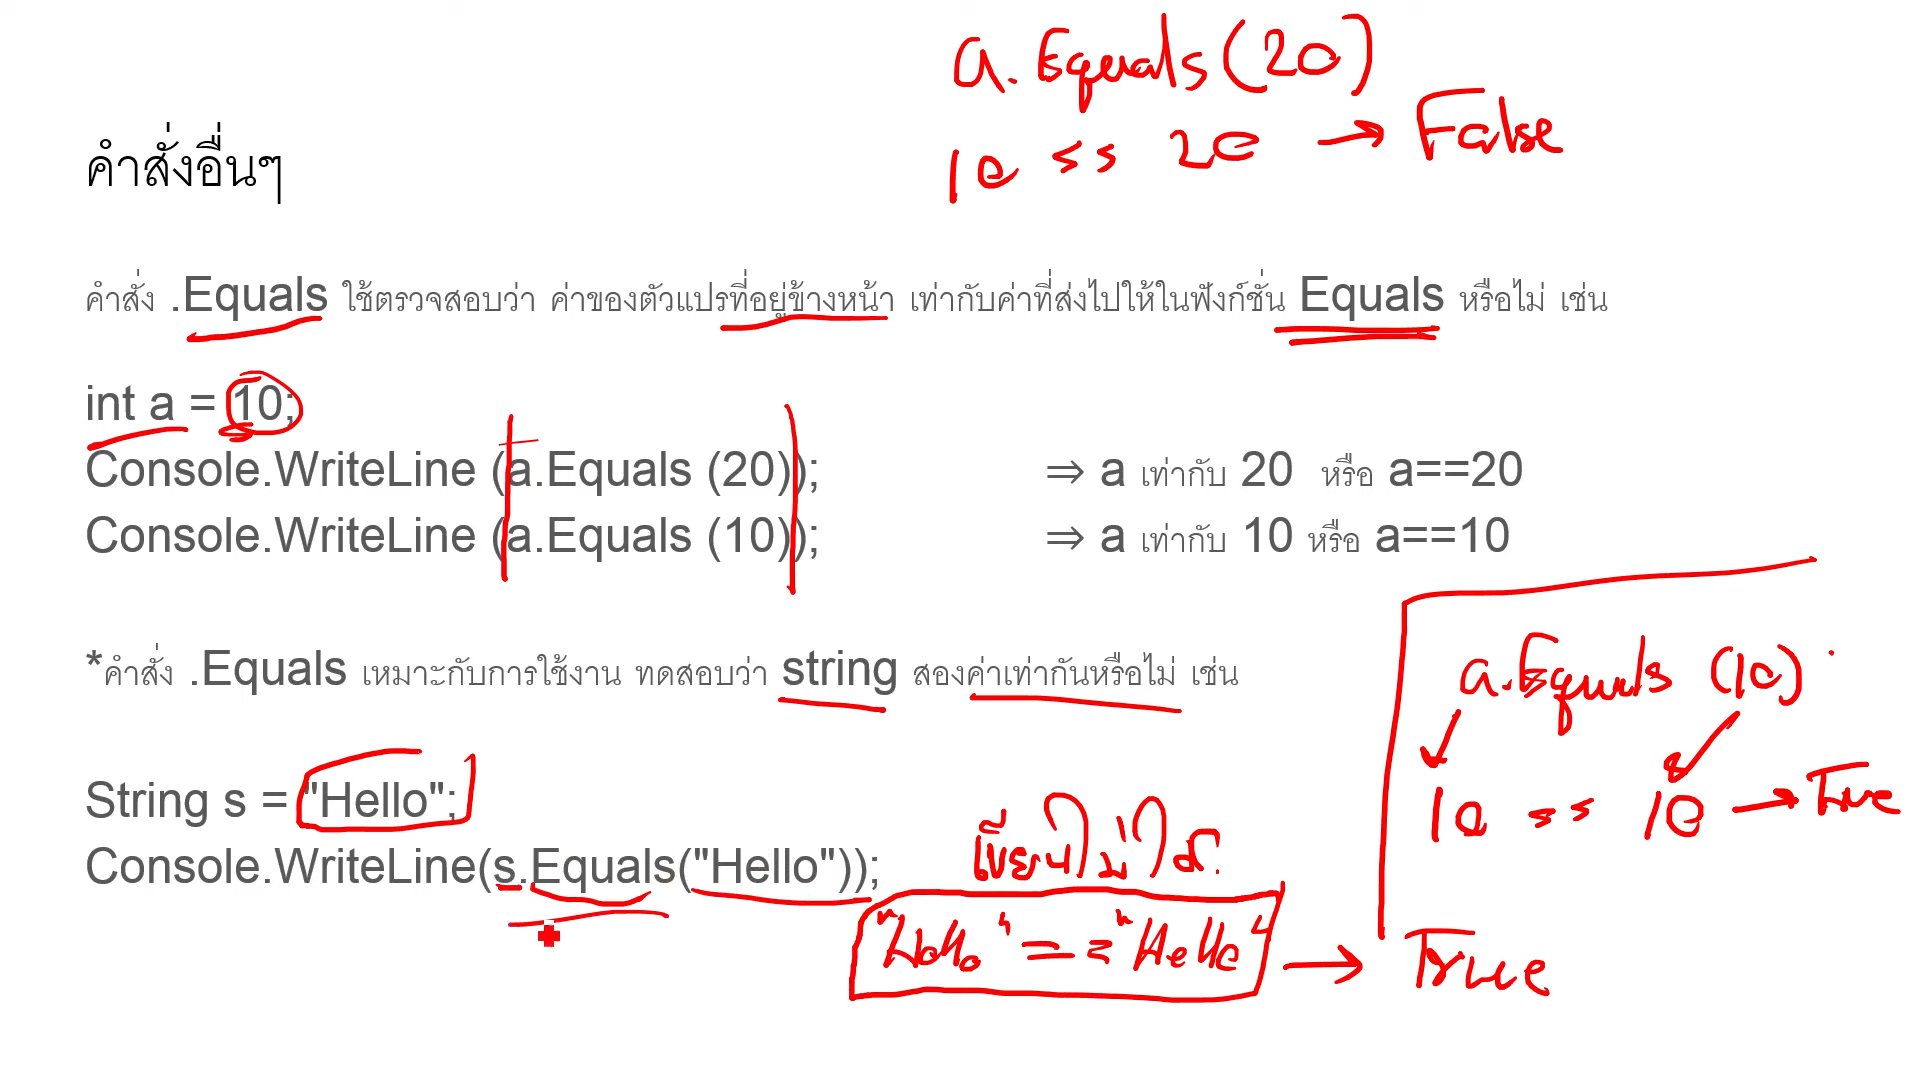 a.Equals(20)
10 == 20 → False
คำสั่งอื่นๆ
คำสั่ง .Equals ใช้ตรวจสอบว่า ค่าของตัวแปรที่อยู่ข้างหน้า เท่ากับค่าที่ส่งไปให้ในฟังก์ชั่น Equals หรือไม่ เช่น
int a = 10;
Console.WriteLine (a.Equals (20)); ⇒ a เท่ากับ 20 หรือ a==20
Console.WriteLine (a.Equals (10)); ⇒ a เท่ากับ 10 หรือ a==10
*คำสั่ง .Equals เหมาะกับการใช้งาน ทดสอบว่า string สองค่าเท่ากันหรือไม่ เช่น
a.Equals (10)
10 == 10 → True
String s = "Hello";
Console.WriteLine(s.Equals("Hello"));
เขียนไม่ได้
"Hello" == "Hello" → True